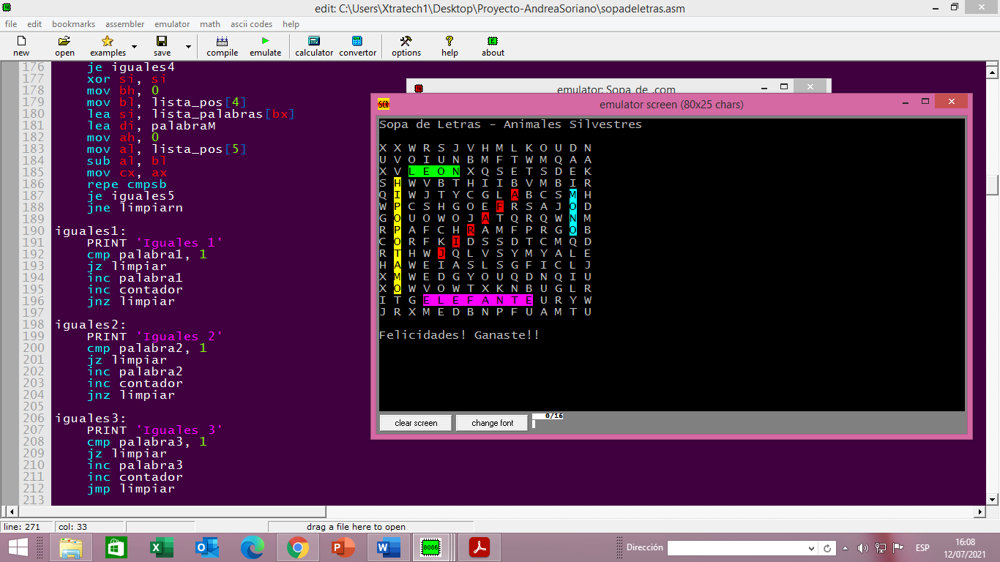 edit: C:\Users\Xtratech1\Desktop\Proyecto-AndreaSoriano\sopadeletras.asm
file edit bookmarks assembler emulator math ascii codes help
new open examples save compile emulate calculator convertor options help about
176 je iguales4
177 xor si, si
178 mov bh, 0
179 mov bl, lista_pos[4]
180 lea si, lista_palabras[bx]
181 lea di, palabraM
182 mov ah, 0
183 mov al, lista_pos[5]
184 sub al, bl
185 mov cx, ax
186 repe cmpsb
187 je iguales5
188 jne limpiarn
189
190 iguales1:
191 PRINT 'Iguales 1'
192 cmp palabra1, 1
193 jz limpiar
194 inc palabra1
195 inc contador
196 jnz limpiar
197
198 iguales2:
199 PRINT 'Iguales 2'
200 cmp palabra2, 1
201 jz limpiar
202 inc palabra2
203 inc contador
204 jnz limpiar
205
206 iguales3:
207 PRINT 'Iguales 3'
208 cmp palabra3, 1
209 jz limpiar
210 inc palabra3
211 inc contador
212 jmp limpiar
213
emulator: Sopa_de_.com
SCR emulator screen (80x25 chars)
Sopa de Letras - Animales Silvestres
X X W R S J V H M L K O U D N
U V O I U N B M F T W M Q A A
X V L E O N X Q S E T S D E K
S H W V B T H I I B V M B I R
Q I W J T Y C G L A B C S M H
W P C S H G O E F R S A J O D
G O U O W O J A T Q R Q W N M
R P A F C H R A M F P R G O B
C O R F K I D S S D T C M Q D
R T H W J Q L V S Y M Y A L E
H A W E I A S L S G F I C L J
X M W E D G Y O U Q D N Q I U
X O W V O W T X K N B U G L R
I T G E L E F A N T E U R Y W
J R X M E D B N P F U A M T U
Felicidades! Ganaste!!
clear screen change font 0/16
line: 271 col: 33 drag a file here to open
8086
Dirección ESP 16:08
12/07/2021